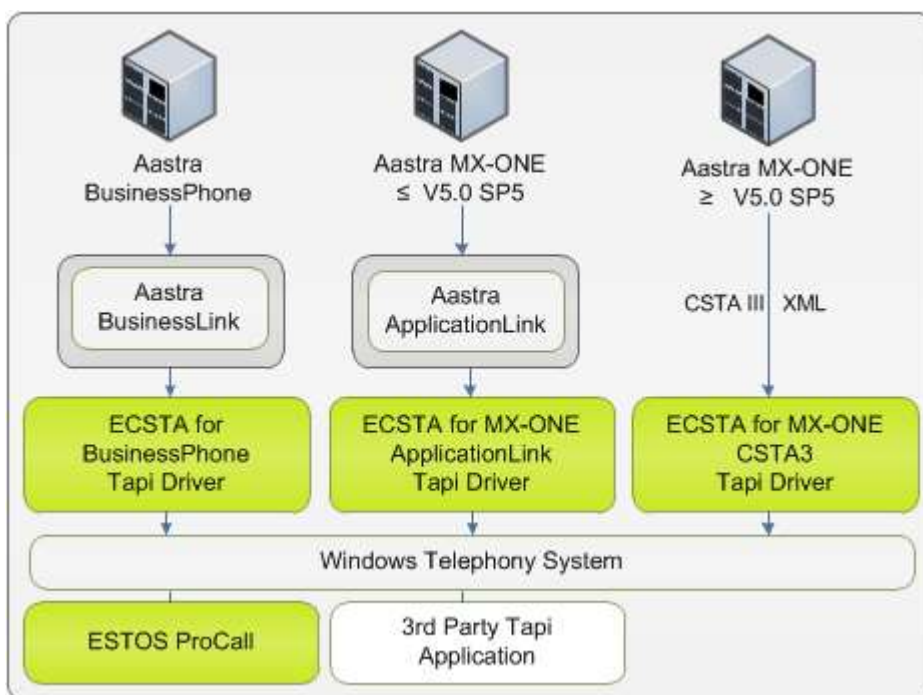 Aastra
BusinessPhone
Aastra MX-ONE
≤ V5.0 SP5
Aastra MX-ONE
≥ V5.0 SP5
Aastra
BusinessLink
Aastra
ApplicationLink
CSTA III XML
ECSTA for
BusinessPhone
Tapi Driver
ECSTA for MX-ONE
ApplicationLink
Tapi Driver
ECSTA for MX-ONE
CSTA3
Tapi Driver
Windows Telephony System
ESTOS ProCall
3rd Party Tapi
Application